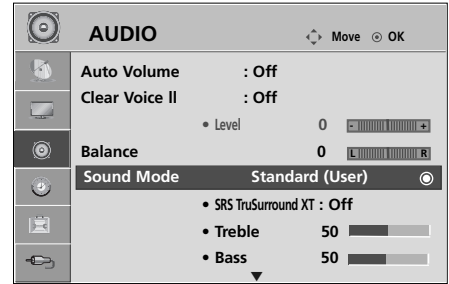 AUDIO Move OK
Auto Volume : Off
Clear Voice ll : Off
• Level 0 - +
Balance 0 L R
Sound Mode Standard (User)
• SRS TruSurround XT : Off
• Treble 50
• Bass 50